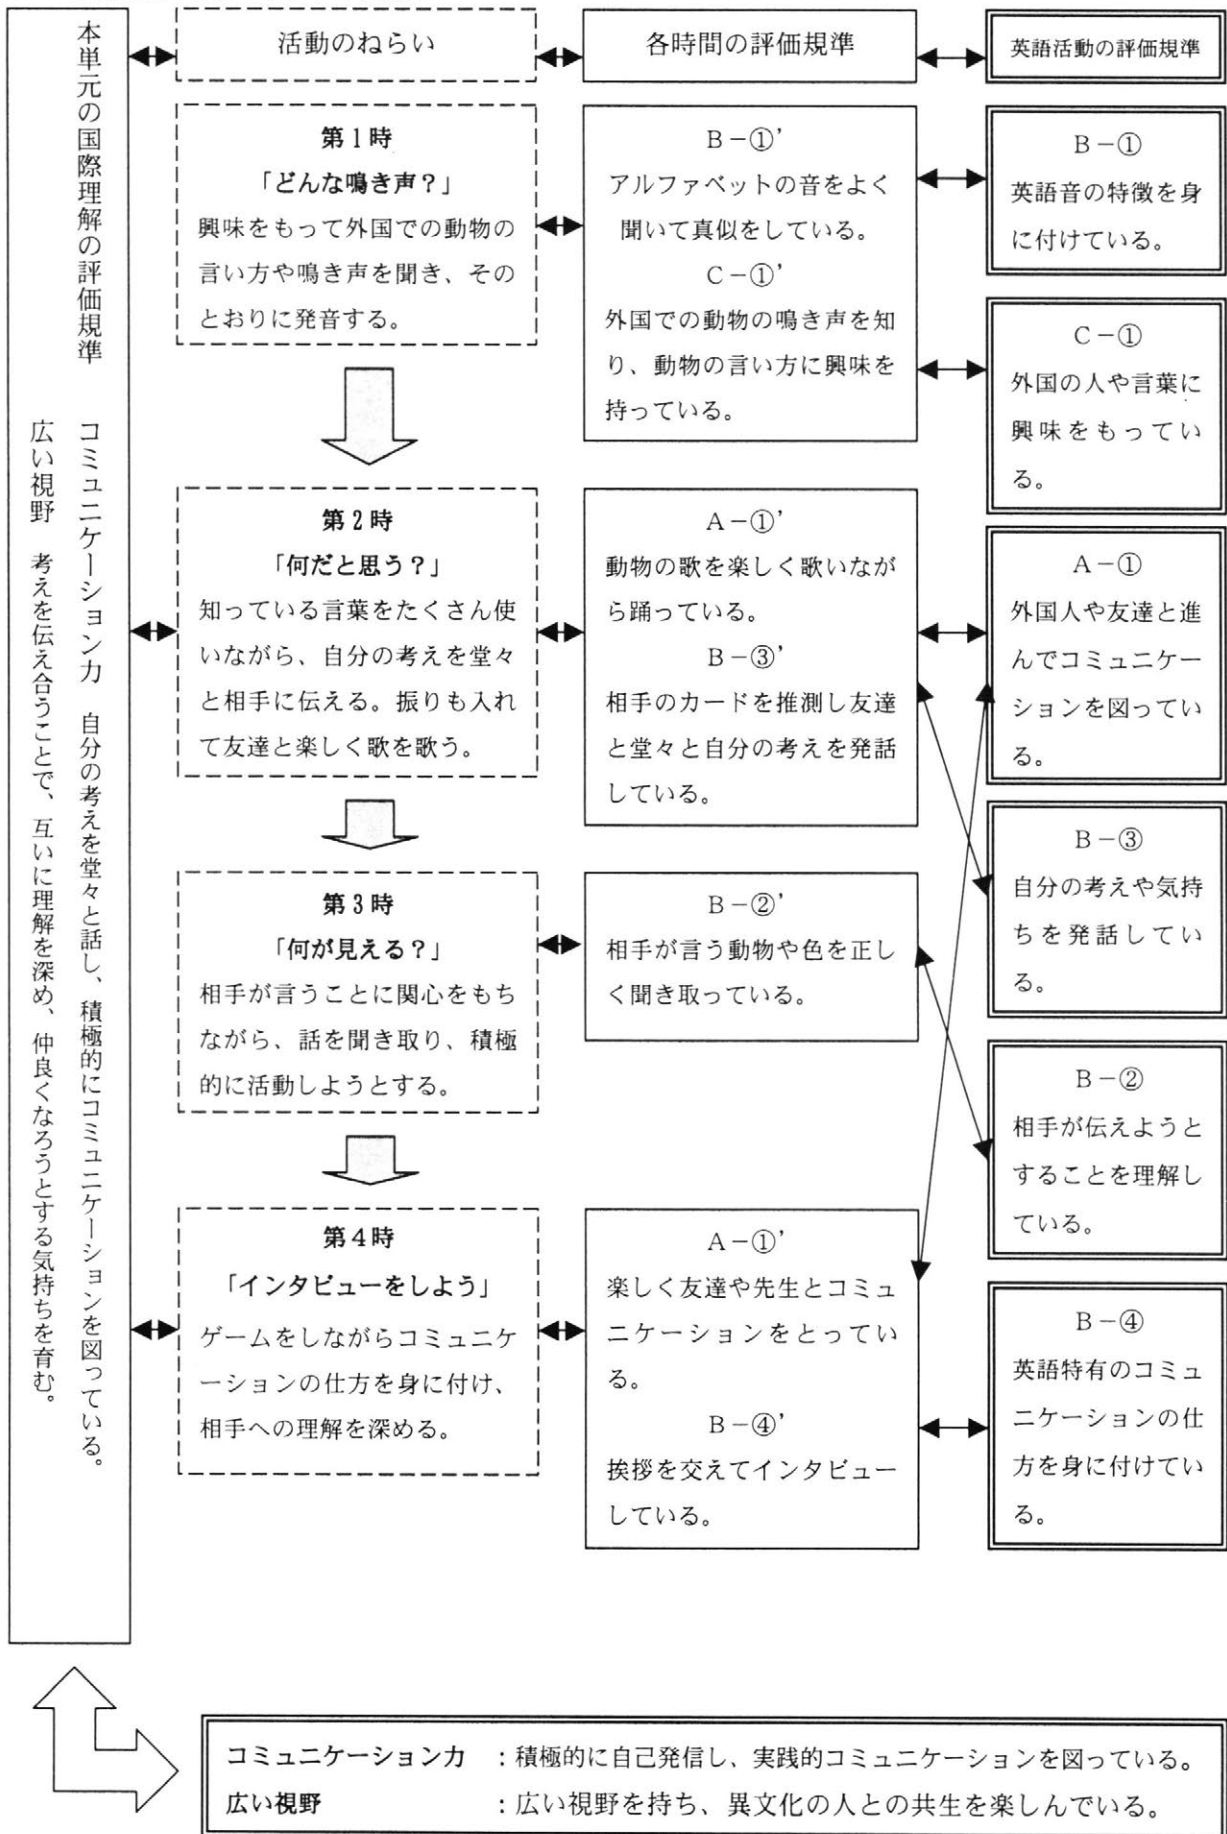 本単元の国際理解の評価規準
コミュニケーション力　自分の考えを堂々と話し、積極的にコミュニケーションを図っている。
広い視野　考えを伝え合うことで、互いに理解を深め、仲良くなろうとする気持ちを育む。
活動のねらい
各時間の評価規準
英語活動の評価規準
第1時
「どんな鳴き声？」
興味をもって外国での動物の
言い方や鳴き声を聞き、その
とおりに発音する。
B－①’
アルファベットの音をよく
聞いて真似をしている。
C－①’
外国での動物の鳴き声を知
り、動物の言い方に興味を
持っている。
B－①
英語音の特徴を身
に付けている。
C－①
外国の人や言葉に
興味をもってい
る。
第2時
「何だと思う？」
知っている言葉をたくさん使
いながら、自分の考えを堂々
と相手に伝える。振りも入れ
て友達と楽しく歌を歌う。
A－①’
動物の歌を楽しく歌いなが
ら踊っている。
B－③’
相手のカードを推測し友達
と堂々と自分の考えを発話
している。
A－①
外国人や友達と進
んでコミュニケー
ションを図ってい
る。
B－③
自分の考えや気持
ちを発話してい
る。
第3時
「何が見える？」
相手が言うことに関心をもち
ながら、話を聞き取り、積極
的に活動しようとする。
B－②’
相手が言う動物や色を正し
く聞き取っている。
B－②
相手が伝えようと
することを理解し
ている。
第4時
「インタビューをしよう」
ゲームをしながらコミュニケ
ーションの仕方を身に付け、
相手への理解を深める。
A－①’
楽しく友達や先生とコミュ
ニケーションをとってい
る。
B－④’
挨拶を交えてインタビュー
している。
B－④
英語特有のコミュ
ニケーションの仕
方を身に付けてい
る。
コミュニケーション力　：積極的に自己発信し、実践的コミュニケーションを図っている。
広い視野　：広い視野を持ち、異文化の人との共生を楽しんでいる。